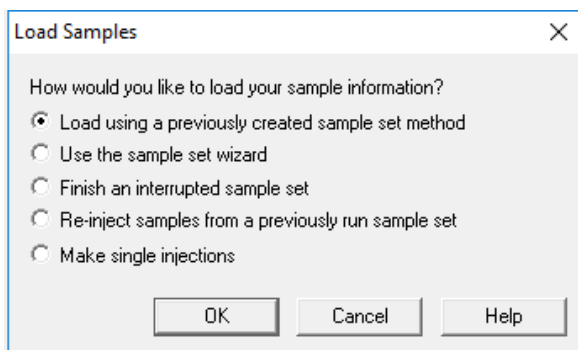 Load Samples
How would you like to load your sample information?
Load using a previously created sample set method
Use the sample set wizard
Finish an interrupted sample set
Re-inject samples from a previously run sample set
Make single injections
OK Cancel Help